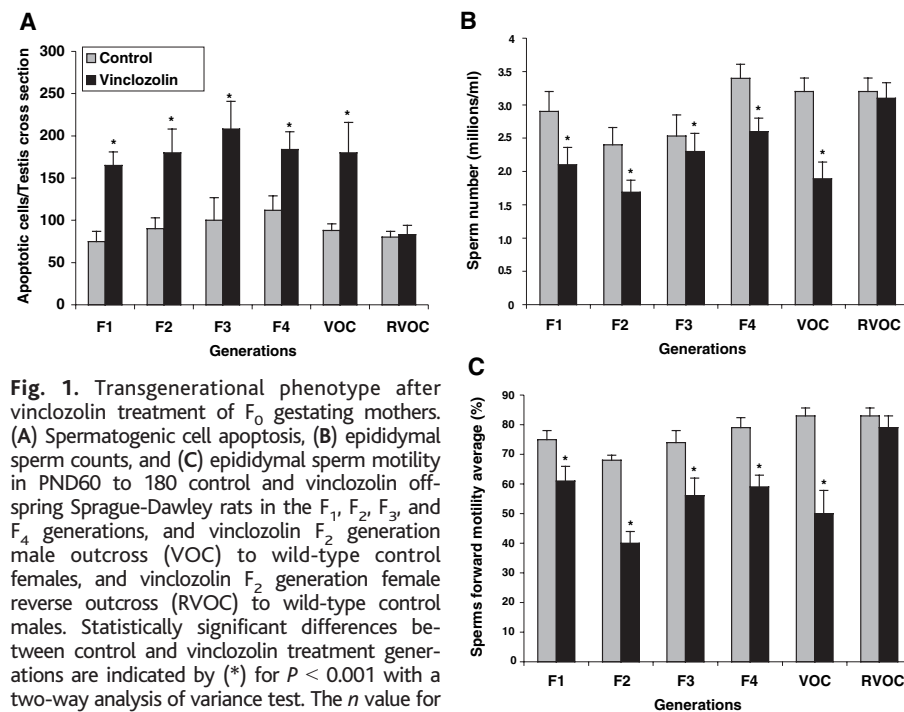 A
300
250
200
150
100
50
0
Apoptotic cells/Testis cross section
Control
Vinclozolin
*
*
*
*
*
F1 F2 F3 F4 VOC RVOC
Generations
B
4
3.5
3.0
2.5
2.0
1.5
1.0
0.5
0
Sperm number (millions/ml)
*
*
*
*
*
F1 F2 F3 F4 VOC RVOC
Generations
Fig. 1. Transgenerational phenotype after
vinclozolin treatment of F0 gestating mothers.
(A) Spermatogenic cell apoptosis, (B) epididymal
sperm counts, and (C) epididymal sperm motility
in PND60 to 180 control and vinclozolin off-
spring Sprague-Dawley rats in the F1, F2, F3, and
F4 generations, and vinclozolin F2 generation
male outcross (VOC) to wild-type control
females, and vinclozolin F2 generation female
reverse outcross (RVOC) to wild-type control
males. Statistically significant differences be-
tween control and vinclozolin treatment gener-
ations are indicated by (*) for P < 0.001 with a
two-way analysis of variance test. The n value for
C
90
80
70
60
50
40
30
20
10
0
Sperms forward motility average (%)
*
*
*
*
*
F1 F2 F3 F4 VOC RVOC
Generations